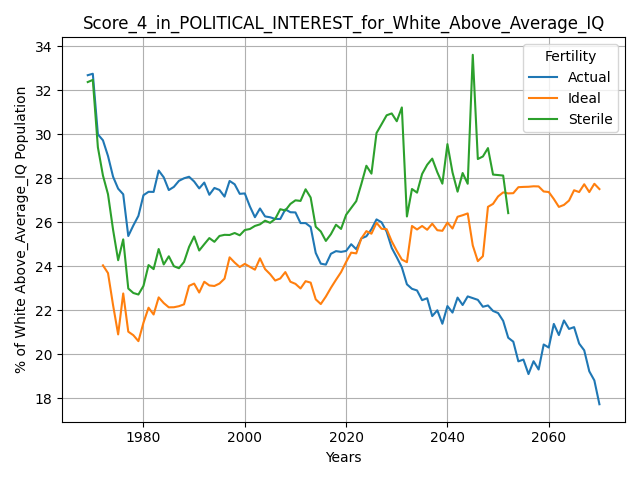 Score_4_in_POLITICAL_INTEREST_for_White_Above_Average_IQ
34
32
30
28
26
24
22
20
18
% of White Above_Average_IQ Population
Fertility
Actual
Ideal
Sterile
1980
2000
2020
2040
2060
Years